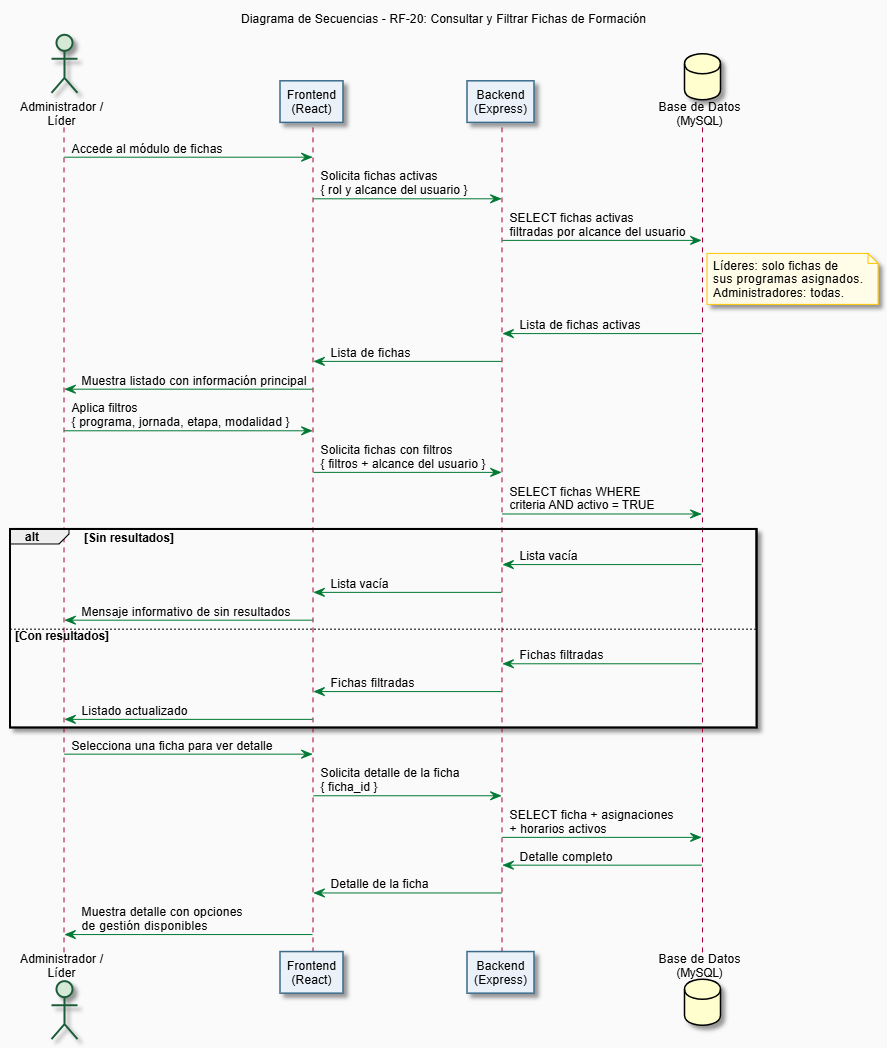 Diagrama de Secuencias - RF-20: Consultar y Filtrar Fichas de Formación
Administrador /
Líder
Frontend
(React)
Backend
(Express)
Base de Datos
(MySQL)
Accede al módulo de fichas
Solicita fichas activas
{ rol y alcance del usuario }
SELECT fichas activas
filtradas por alcance del usuario
Líderes: solo fichas de
sus programas asignados.
Administradores: todas.
Lista de fichas activas
Lista de fichas
Muestra listado con información principal
Aplica filtros
{ programa, jornada, etapa, modalidad }
Solicita fichas con filtros
{ filtros + alcance del usuario }
SELECT fichas WHERE
criteria AND activo = TRUE
alt
[Sin resultados]
Lista vacía
Lista vacía
Mensaje informativo de sin resultados
[Con resultados]
Fichas filtradas
Fichas filtradas
Listado actualizado
Selecciona una ficha para ver detalle
Solicita detalle de la ficha
{ ficha_id }
SELECT ficha + asignaciones
+ horarios activos
Detalle completo
Detalle de la ficha
Muestra detalle con opciones
de gestión disponibles
Administrador /
Líder
Frontend
(React)
Backend
(Express)
Base de Datos
(MySQL)